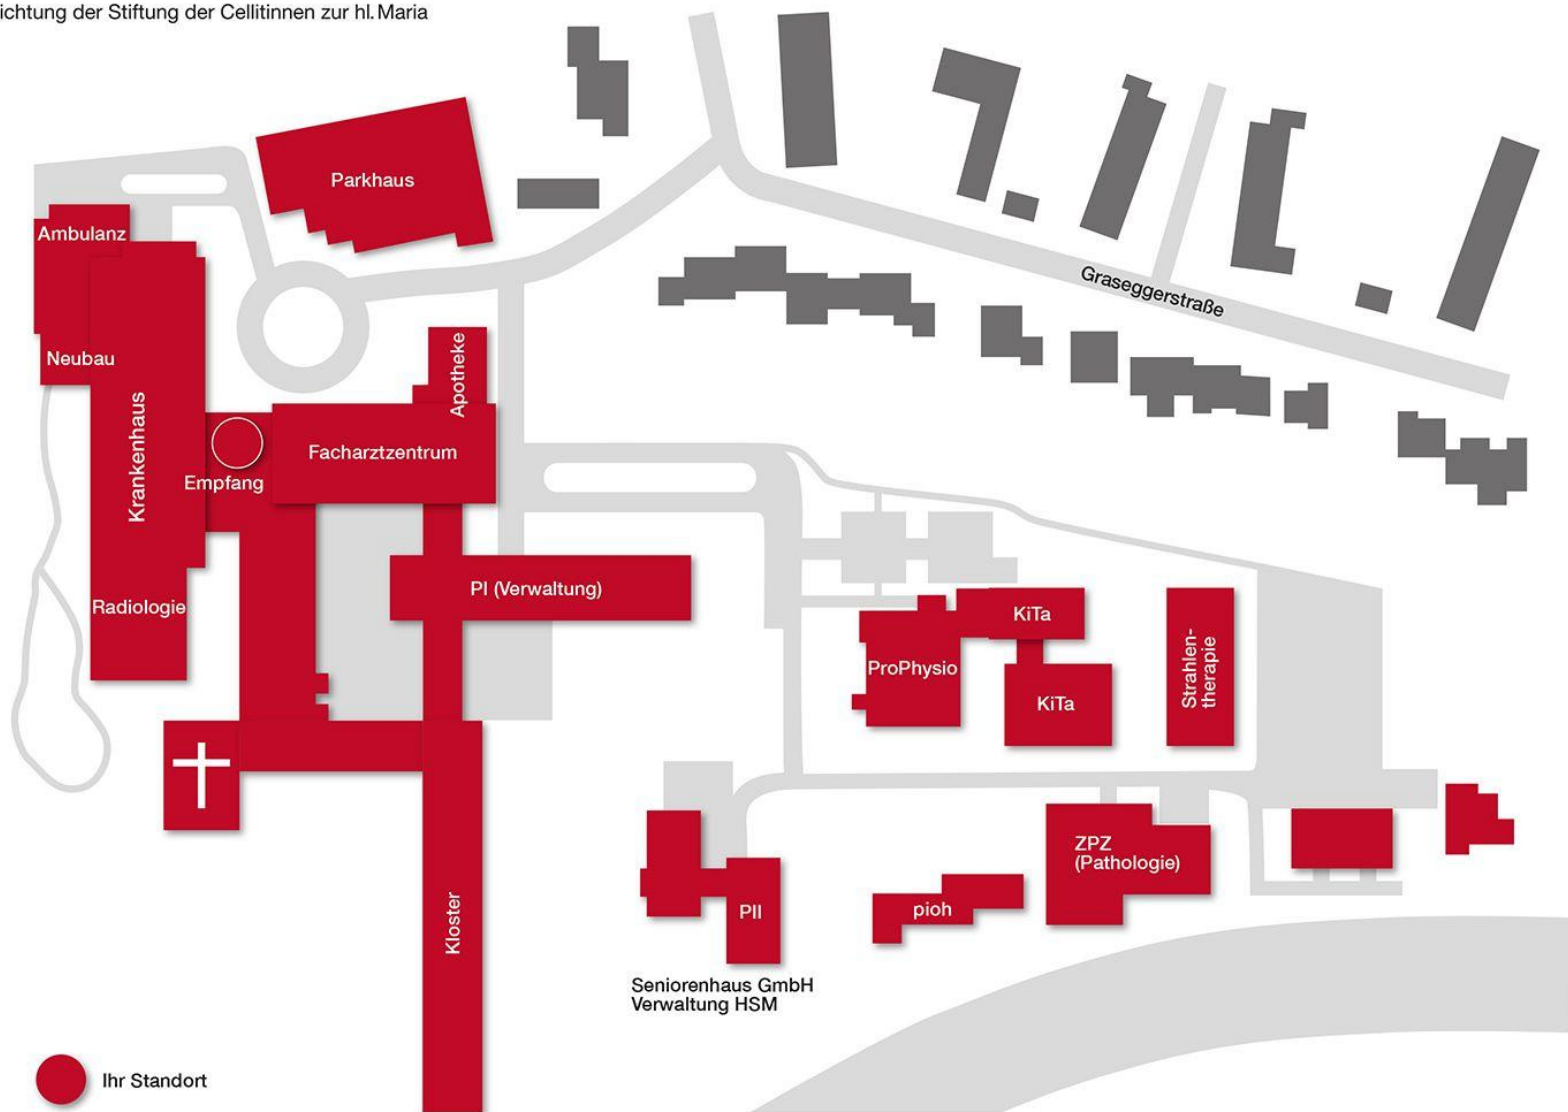 ichtung der Stiftung der Cellitinnen zur hl. Maria
Parkhaus
Ambulanz
Graseggerstraße
Neubau
Apotheke
Krankenhaus
Facharztzentrum
Empfang
PI (Verwaltung)
Radiologie
KiTa
ProPhysio
Strahlen-
therapie
KiTa
ZPZ
(Pathologie)
PII
pioh
Kloster
Seniorenhaus GmbH
Verwaltung HSM
Ihr Standort